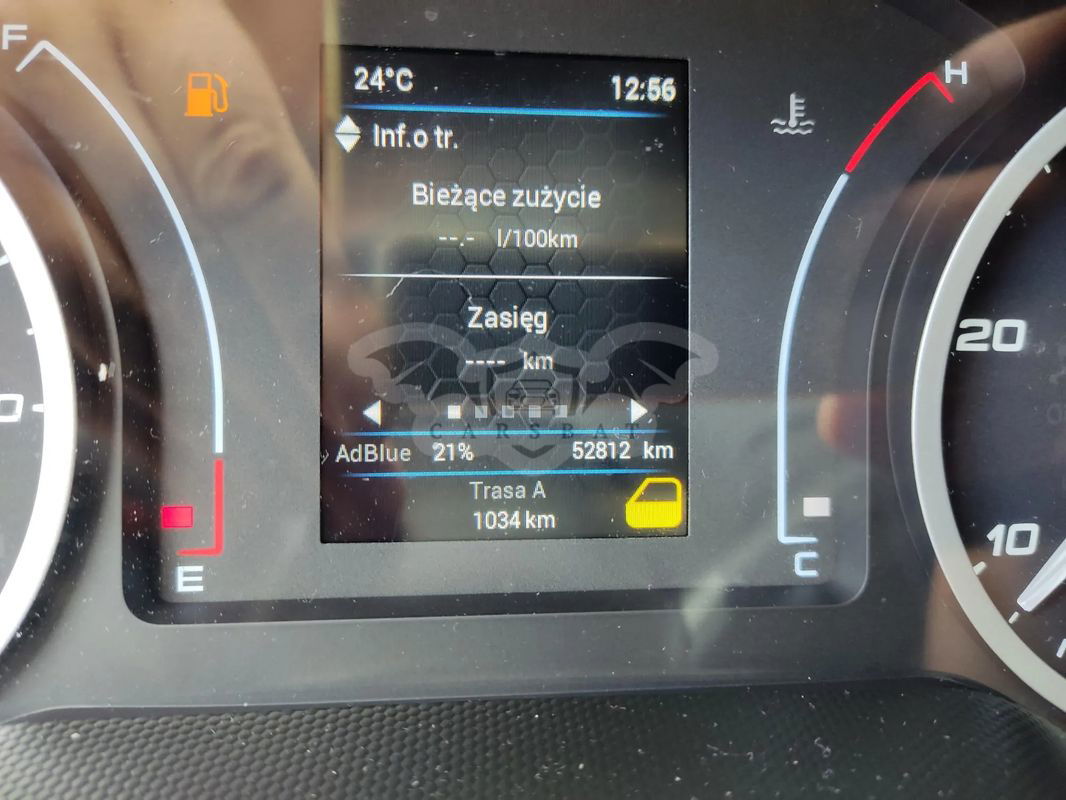 F
24°C 12:56
H
Inf.o tr.
Bieżące zużycie
--.- l/100km
Zasięg
---- km
20
CARSBAT
AdBlue 21% 52812 km
Trasa A
1034 km
10
E
C